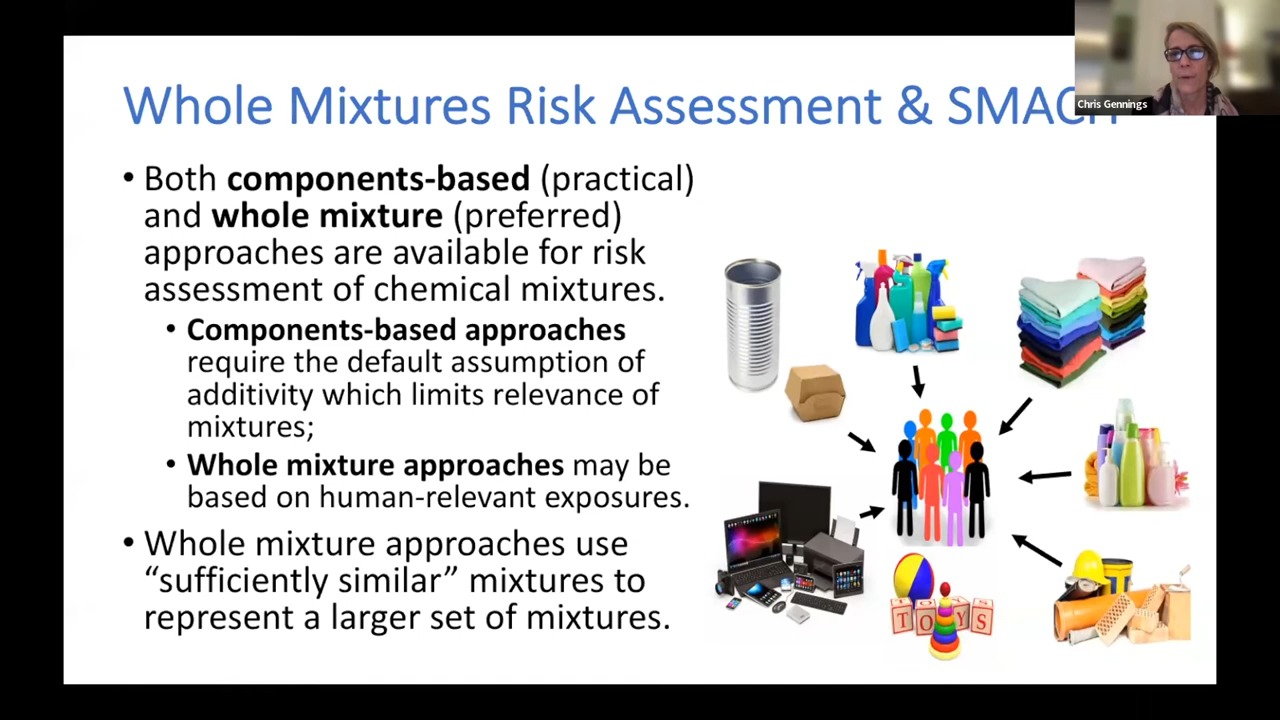 Whole Mixtures Risk Assessment & SMACH
Chris Gennings
• Both components-based (practical)
and whole mixture (preferred)
approaches are available for risk
assessment of chemical mixtures.
• Components-based approaches
require the default assumption of
additivity which limits relevance of
mixtures;
• Whole mixture approaches may be
based on human-relevant exposures.
• Whole mixture approaches use
“sufficiently similar” mixtures to
represent a larger set of mixtures.
TOYS